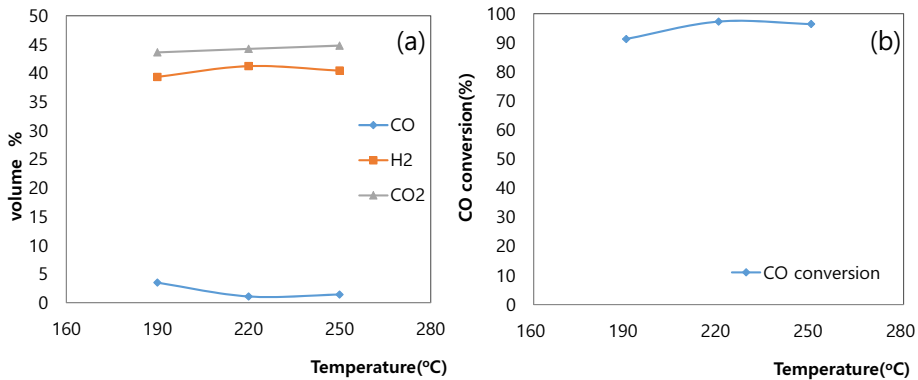 50
45
40
35
30
25
20
15
10
5
0
volume %
(a)
CO
H2
CO2
160 190 220 250 280
Temperature(ºC)
100
90
80
70
60
50
40
30
20
10
0
CO conversion(%)
(b)
CO conversion
160 190 220 250 280
Temperature(ºC)